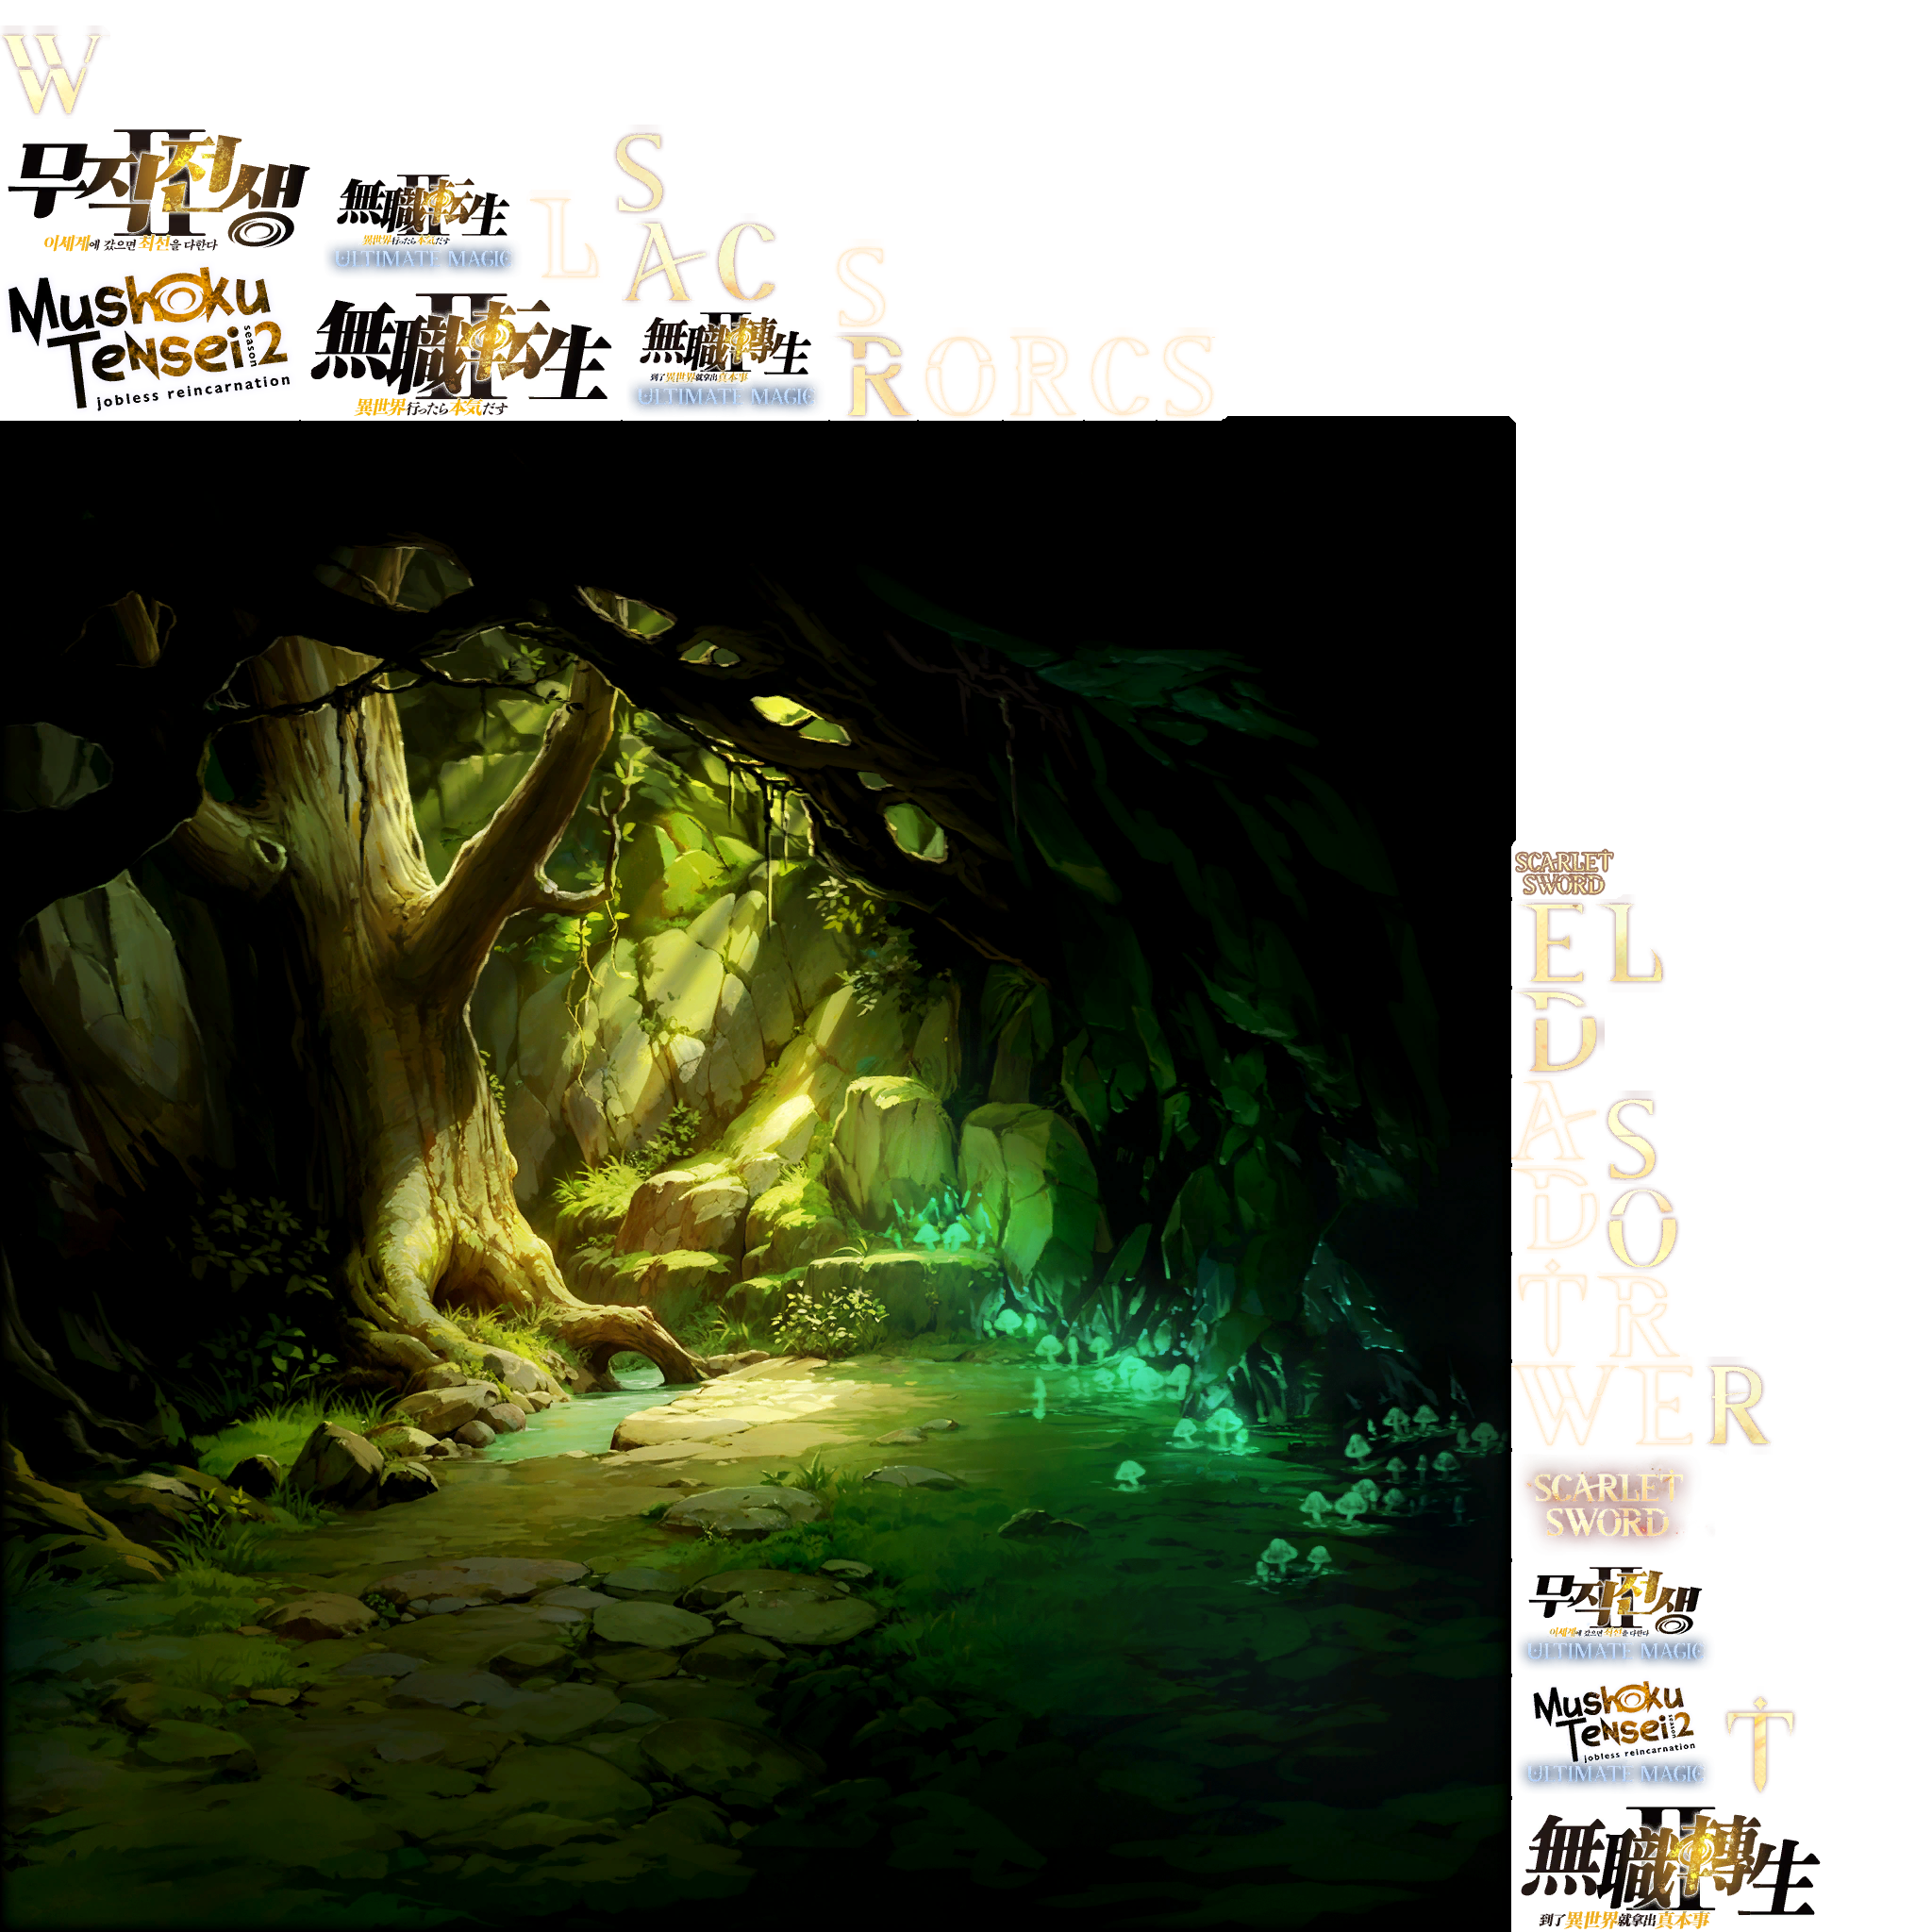 W
무직전생 II
이세계에 갔으면 최선을 다한다
無職転生 II
異世界行ったら本気だす
ULTIMATE MAGIC
L
S
A C
S
Mushoku
Tensei season 2
jobless reincarnation
無職転生 II
異世界行ったら本気だす
無職轉生 II
到了異世界就拿出真本事
ULTIMATE MAGIC
R O R C S
SCARLET
SWORD
E L
D
A S
D O
T R
W E R
SCARLET
SWORD
무직전생 II
이세계에 갔으면 최선을 다한다
ULTIMATE MAGIC
Mushoku
Tensei season 2
jobless reincarnation
ULTIMATE MAGIC
T
無職轉生 II
到了異世界就拿出真本事